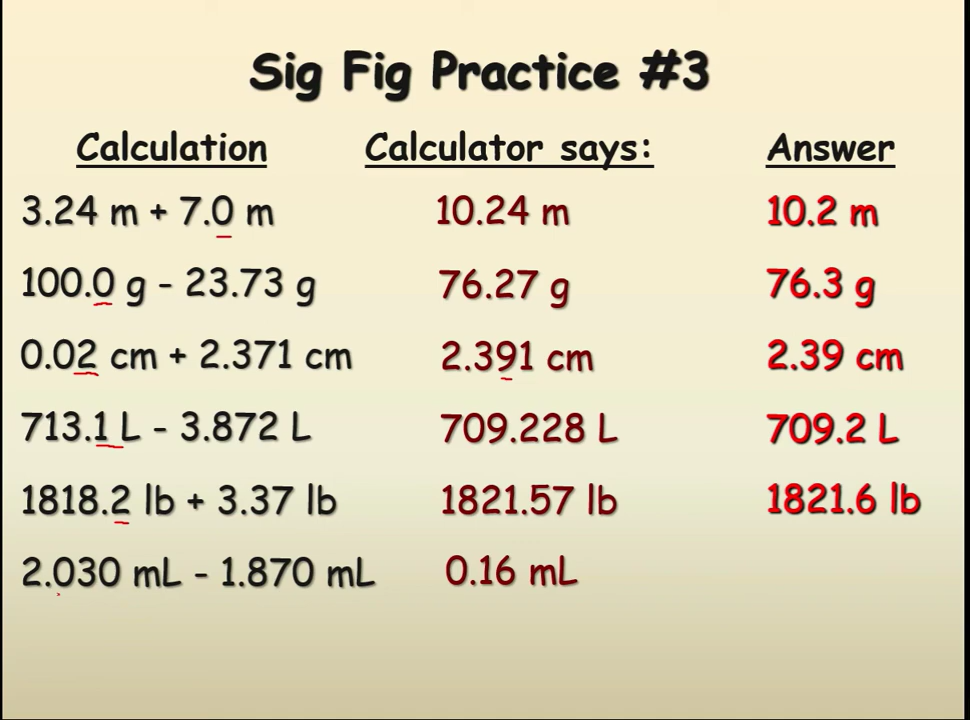 Sig Fig Practice #3
Calculation Calculator says: Answer
3.24 m + 7.0 m 10.24 m 10.2 m
100.0 g - 23.73 g 76.27 g 76.3 g
0.02 cm + 2.371 cm 2.391 cm 2.39 cm
713.1 L - 3.872 L 709.228 L 709.2 L
1818.2 lb + 3.37 lb 1821.57 lb 1821.6 lb
2.030 mL - 1.870 mL 0.16 mL